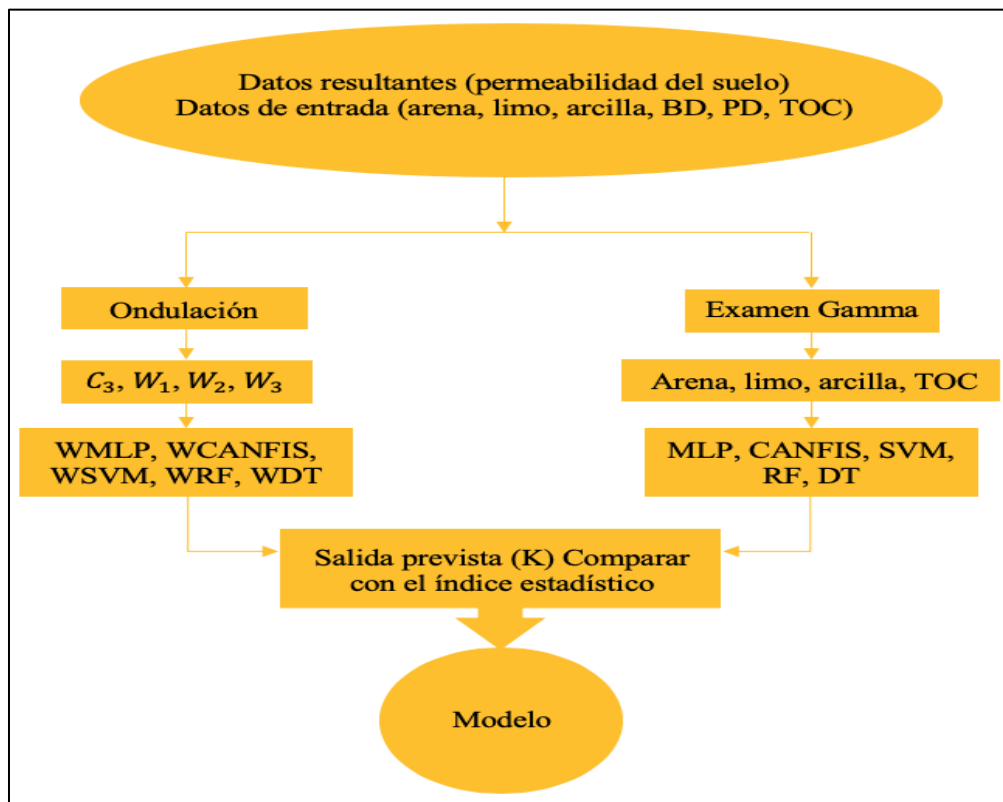 Datos resultantes (permeabilidad del suelo)
Datos de entrada (arena, limo, arcilla, BD, PD, TOC)
Ondulación
Examen Gamma
C₃, W₁, W₂, W₃
Arena, limo, arcilla, TOC
WMLP, WCANFIS,
WSVM, WRF, WDT
MLP, CANFIS, SVM,
RF, DT
Salida prevista (K) Comparar
con el índice estadístico
Modelo